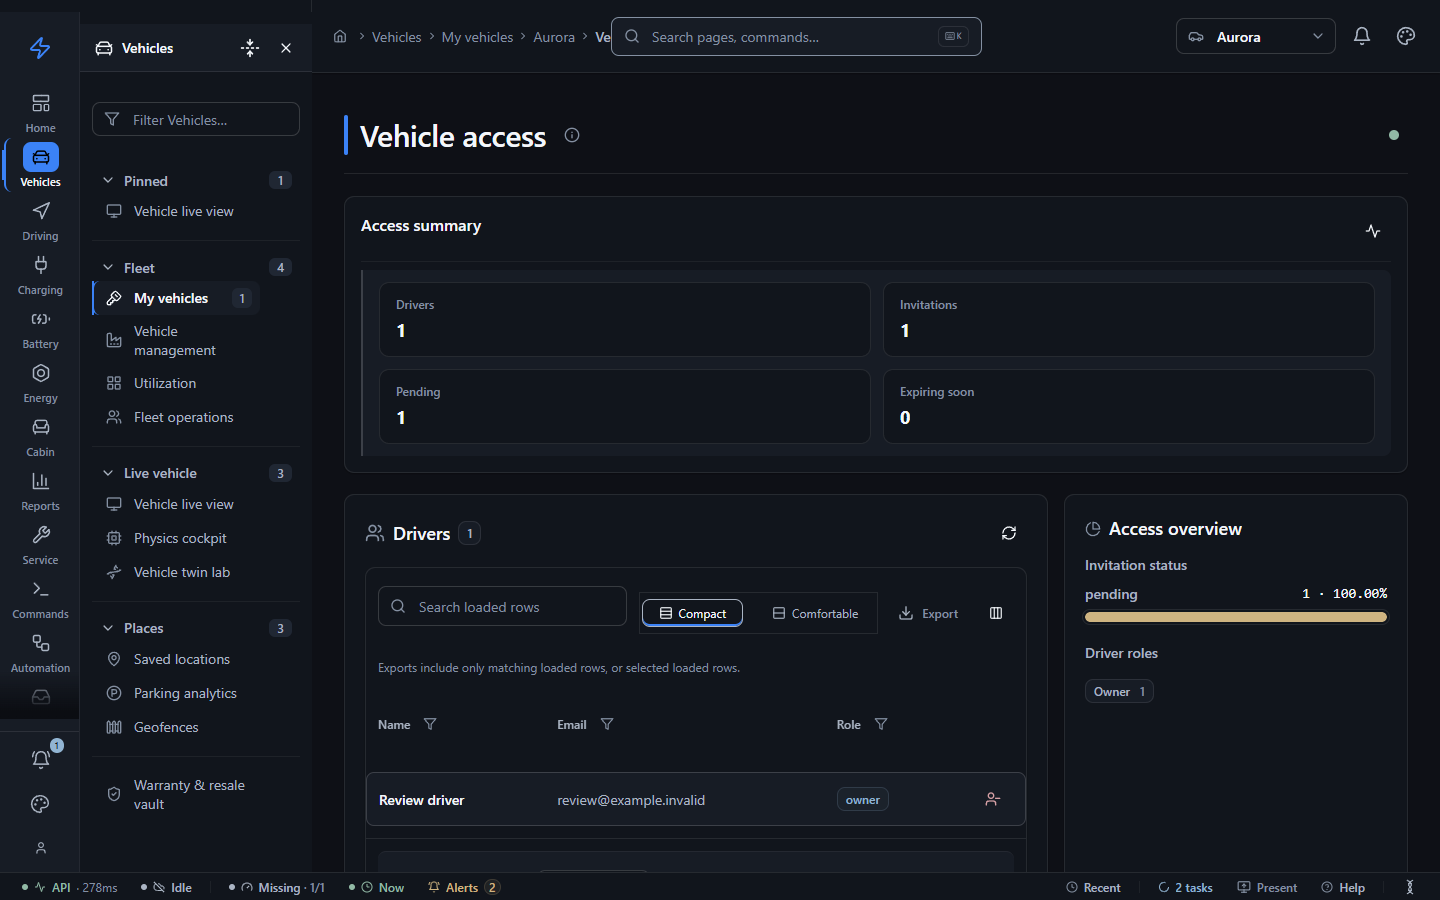 Home
Vehicles
Driving
Charging
Battery
Energy
Cabin
Reports
Service
Commands
Automation
1
Vehicles
Filter Vehicles...
Pinned 1
Vehicle live view
Fleet 4
My vehicles 1
Vehicle
management
Utilization
Fleet operations
Live vehicle 3
Vehicle live view
Physics cockpit
Vehicle twin lab
Places 3
Saved locations
Parking analytics
Geofences
Warranty & resale
vault
Vehicles My vehicles Aurora Ve
Search pages, commands... K
Aurora
Vehicle access
Access summary
Drivers
1
Invitations
1
Pending
1
Expiring soon
0
Drivers 1
Search loaded rows
Compact Comfortable Export
Exports include only matching loaded rows, or selected loaded rows.
Name Email Role
Review driver review@example.invalid owner
Access overview
Invitation status
pending 1 · 100.00%
Driver roles
Owner 1
API · 278ms Idle Missing · 1/1 Now Alerts 2
Recent 2 tasks Present Help